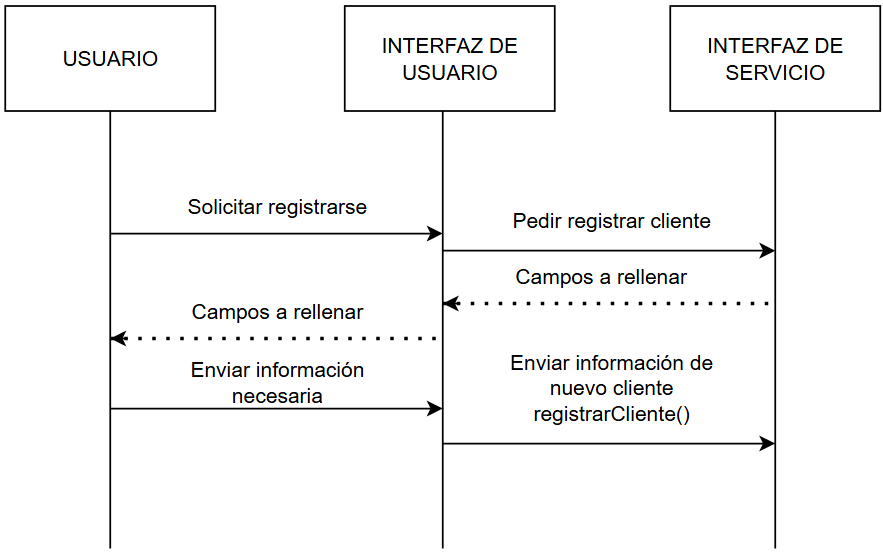 USUARIO
INTERFAZ DE
USUARIO
INTERFAZ DE
SERVICIO
Solicitar registrarse
Pedir registrar cliente
Campos a rellenar
Campos a rellenar
Enviar información
necesaria
Enviar información de
nuevo cliente
registrarCliente()